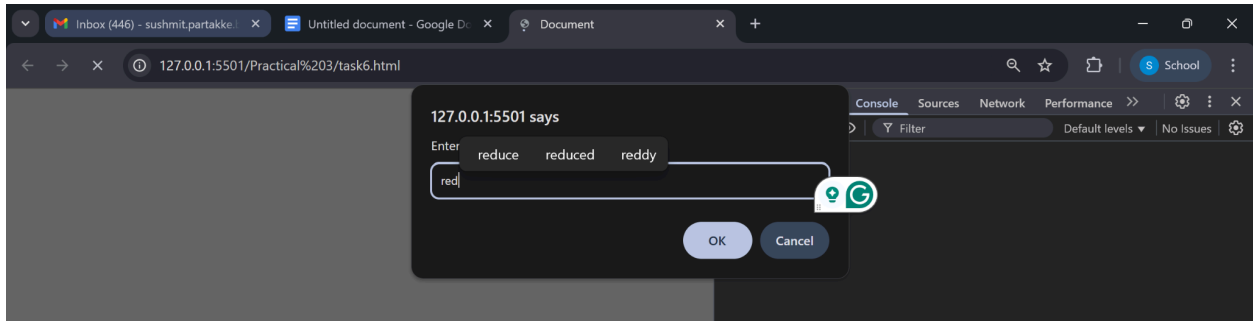 Inbox (446) - sushmit.partakke.
Untitled document - Google Do
Document
127.0.0.1:5501/Practical%203/task6.html
S School
127.0.0.1:5501 says
Enter
reduce reduced reddy
red
OK Cancel
Console Sources Network Performance
Filter Default levels No Issues